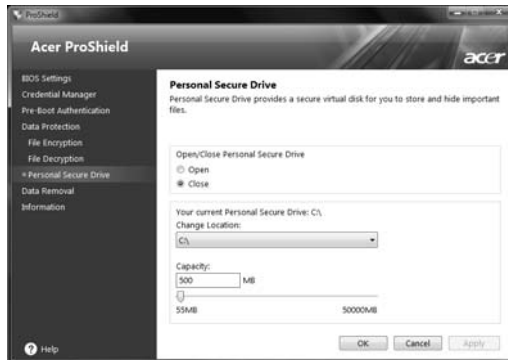 ProShield
Acer ProShield
acer
BIOS Settings
Credential Manager
Pre-Boot Authentication
Data Protection
File Encryption
File Decryption
Personal Secure Drive
Data Removal
Information
Help
Personal Secure Drive
Personal Secure Drive provides a secure virtual disk for you to store and hide important
files.
Open/Close Personal Secure Drive
Open
Close
Your current Personal Secure Drive: C:\,
Change Location:
C:\
Capacity:
500 MB
55MB 50000MB
OK Cancel Apply